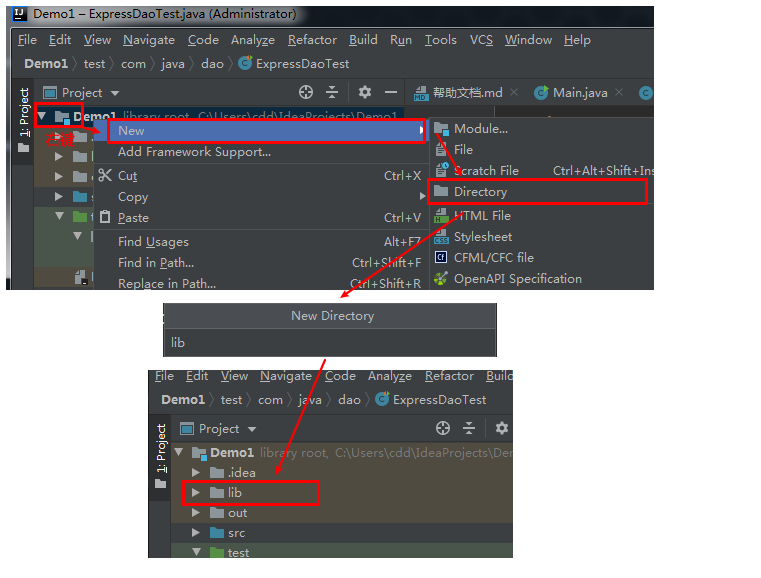 Demo1 – ExpressDaoTest.java (Administrator)
File Edit View Navigate Code Analyze Refactor Build Run Tools VCS Window Help
Demo1 test com java dao ExpressDaoTest
Project 帮助文档.md Main.java
1: Project
Demo1 library root, C:\Users\cdd\IdeaProjects\Demo1
New
Add Framework Support...
Cut Ctrl+X
Copy
Paste Ctrl+V
Find Usages Alt+F7
Find in Path... Ctrl+Shift+F
Replace in Path... Ctrl+Shift+R
Module...
File
Scratch File Ctrl+Alt+Shift+Ins
Directory
HTML File
Stylesheet
CFML/CFC file
OpenAPI Specification
New Directory
lib
File Edit View Navigate Code Analyze Refactor Build
Demo1 test com java dao ExpressDaoTest
Project
1: Project
Demo1 library root, C:\Users\cdd\IdeaProjects\Dem
.idea
lib
out
src
test